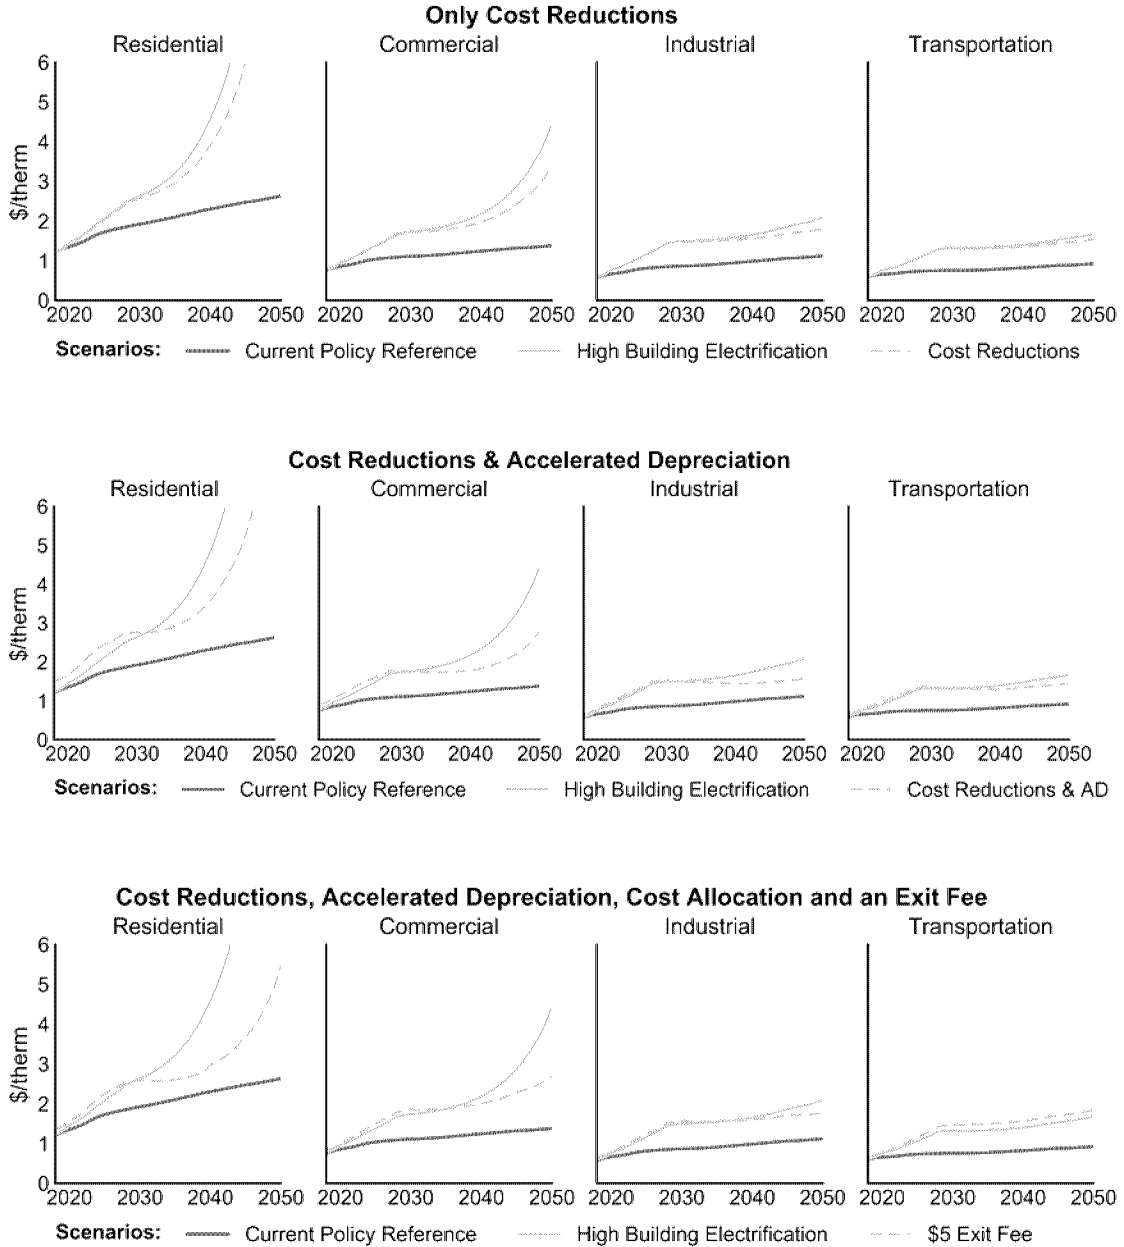 Only Cost Reductions
Residential Commercial Industrial Transportation
6
5
4
3
2
1
0
$/therm
2020 2030 2040 2050 2020 2030 2040 2050 2020 2030 2040 2050 2020 2030 2040 2050
Scenarios: Current Policy Reference High Building Electrification Cost Reductions
Cost Reductions & Accelerated Depreciation
Residential Commercial Industrial Transportation
6
5
4
3
2
1
0
$/therm
2020 2030 2040 2050 2020 2030 2040 2050 2020 2030 2040 2050 2020 2030 2040 2050
Scenarios: Current Policy Reference High Building Electrification Cost Reductions & AD
Cost Reductions, Accelerated Depreciation, Cost Allocation and an Exit Fee
Residential Commercial Industrial Transportation
6
5
4
3
2
1
0
$/therm
2020 2030 2040 2050 2020 2030 2040 2050 2020 2030 2040 2050 2020 2030 2040 2050
Scenarios: Current Policy Reference High Building Electrification $5 Exit Fee